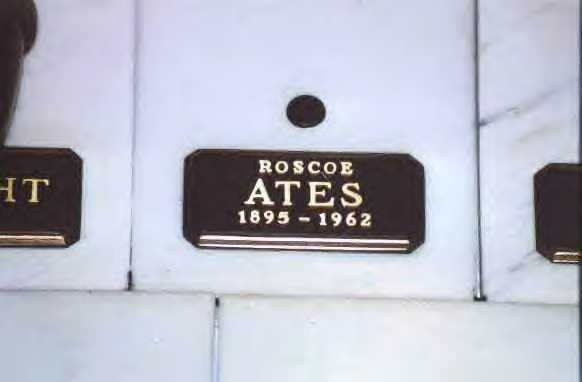 HT
ROSCOE
ATES
1895 - 1962